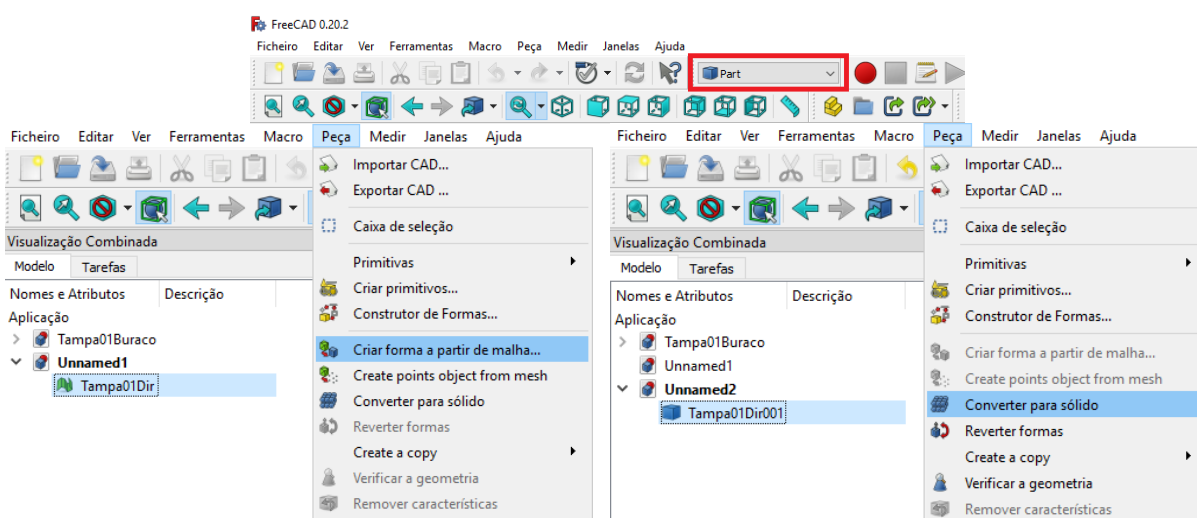 FreeCAD 0.20.2
Ficheiro Editar Ver Ferramentas Macro Peça Medir Janelas Ajuda
Part
Ficheiro Editar Ver Ferramentas Macro Peça Medir Janelas Ajuda
Importar CAD...
Exportar CAD ...
Caixa de seleção
Visualização Combinada
Modelo Tarefas
Primitivas
Nomes e Atributos Descrição
Criar primitivos...
Aplicação
Construtor de Formas...
Tampa01Buraco
Criar forma a partir de malha...
Unnamed1
Create points object from mesh
Tampa01Dir
Converter para sólido
Reverter formas
Create a copy
Verificar a geometria
Remover características
Ficheiro Editar Ver Ferramentas Macro Peça Medir Janelas Ajuda
Importar CAD...
Exportar CAD ...
Caixa de seleção
Visualização Combinada
Modelo Tarefas
Primitivas
Nomes e Atributos Descrição
Criar primitivos...
Aplicação
Construtor de Formas...
Tampa01Buraco
Criar forma a partir de malha...
Unnamed1
Create points object from mesh
Unnamed2
Converter para sólido
Tampa01Dir001
Reverter formas
Create a copy
Verificar a geometria
Remover características